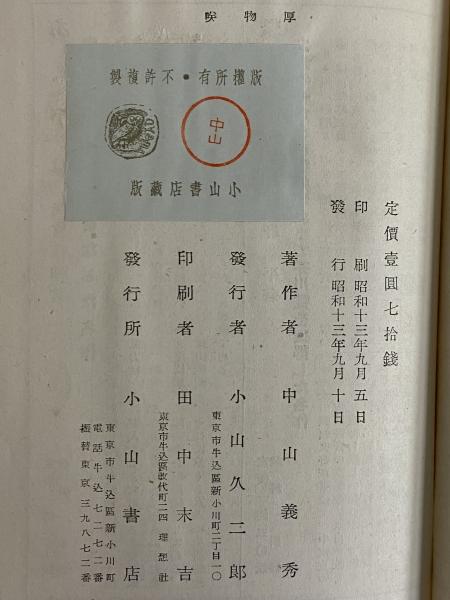 厚物咲
版權所有・不許複製
中山
小山書店藏版
定價壹圓七拾錢
印刷 昭和十三年九月五日
發行 昭和十三年九月十日
著作者 中山義秀
發行者 小山久二郎
東京市牛込區新小川町二丁目一〇
印刷者 田中末吉
東京市牛込區改代町二四 理想社
發行所 小山書店
東京市牛込區新小川町
電話牛込七二七二番
振替東京三九八七二番